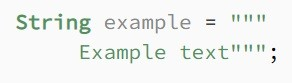 String example = """
     Example text""";